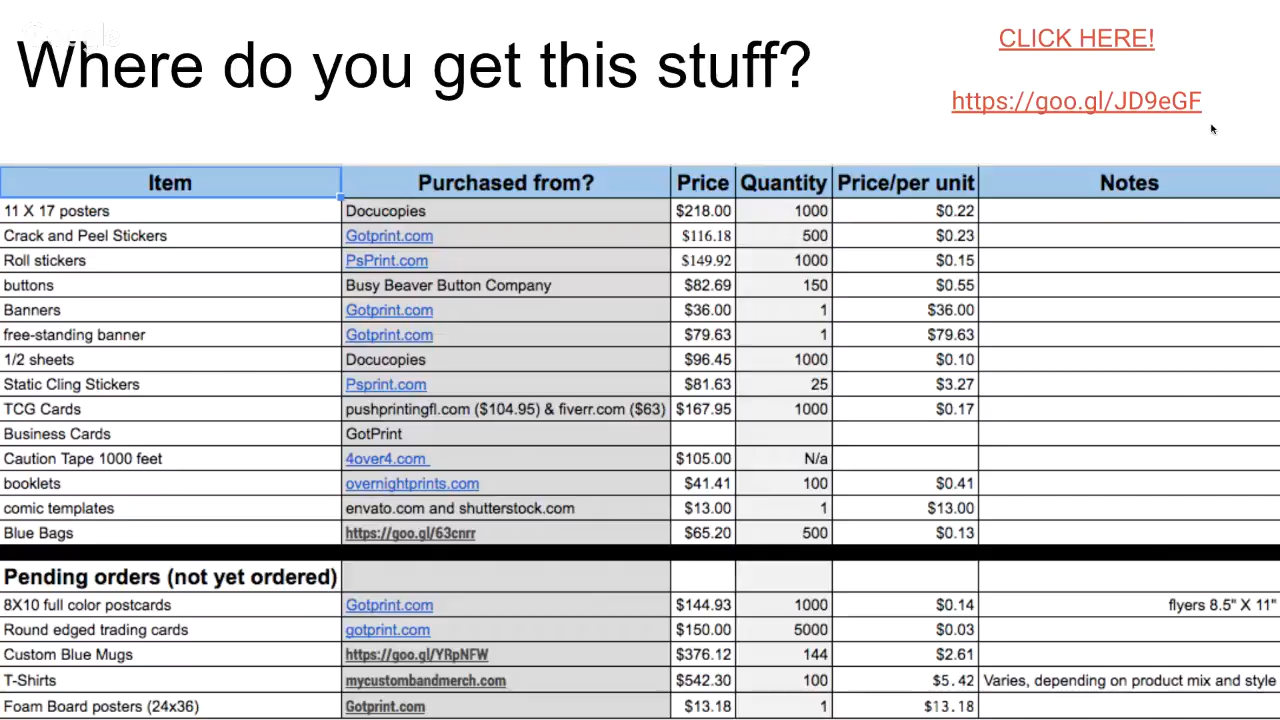 Google
Where do you get this stuff?
CLICK HERE!
https://goo.gl/JD9eGF
Item Purchased from? Price Quantity Price/per unit Notes
11 X 17 posters Docucopies $218.00 1000 $0.22
Crack and Peel Stickers Gotprint.com $116.18 500 $0.23
Roll stickers PsPrint.com $149.92 1000 $0.15
buttons Busy Beaver Button Company $82.69 150 $0.55
Banners Gotprint.com $36.00 1 $36.00
free-standing banner Gotprint.com $79.63 1 $79.63
1/2 sheets Docucopies $96.45 1000 $0.10
Static Cling Stickers Psprint.com $81.63 25 $3.27
TCG Cards pushprintingfl.com ($104.95) & fiverr.com ($63) $167.95 1000 $0.17
Business Cards GotPrint
Caution Tape 1000 feet 4over4.com $105.00 N/a
booklets overnightprints.com $41.41 100 $0.41
comic templates envato.com and shutterstock.com $13.00 1 $13.00
Blue Bags https://goo.gl/63cnrr $65.20 500 $0.13
Pending orders (not yet ordered)
8X10 full color postcards Gotprint.com $144.93 1000 $0.14 flyers 8.5" X 11"
Round edged trading cards gotprint.com $150.00 5000 $0.03
Custom Blue Mugs https://goo.gl/YRpNFW $376.12 144 $2.61
T-Shirts mycustombandmerch.com $542.30 100 $5.42 Varies, depending on product mix and style
Foam Board posters (24x36) Gotprint.com $13.18 1 $13.18